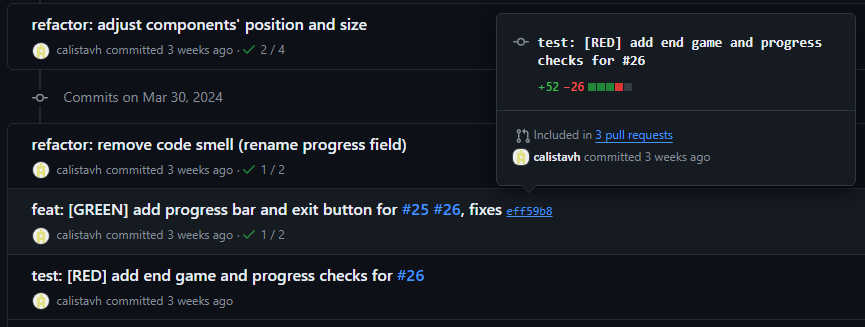 refactor: adjust components' position and size
calistavh committed 3 weeks ago · 2 / 4
Commits on Mar 30, 2024
refactor: remove code smell (rename progress field)
calistavh committed 3 weeks ago · 1 / 2
feat: [GREEN] add progress bar and exit button for #25 #26, fixes eff59b8
calistavh committed 3 weeks ago · 1 / 2
test: [RED] add end game and progress checks for #26
calistavh committed 3 weeks ago
test: [RED] add end game and progress
checks for #26
+52 −26
Included in 3 pull requests
calistavh committed 3 weeks ago